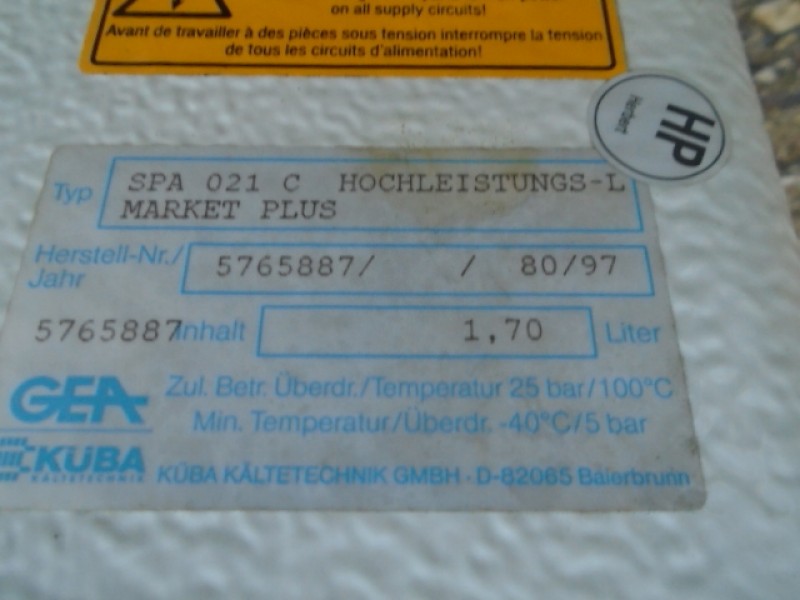 on all supply circuits!
Avant de travailler à des pièces sous tension interrompre la tension
de tous les circuits d'alimentation!
HP
Herbert
Typ SPA 021 C HOCHLEISTUNGS-L
MARKET PLUS
Herstell-Nr./
Jahr 5765887/ / 80/97
5765887 Inhalt 1,70 Liter
GEA Zul. Betr. Überdr./Temperatur 25 bar/100°C
Min. Temperatur/Überdr. -40°C/5 bar
KÜBA
KÄLTETECHNIK
KÜBA KÄLTETECHNIK GMBH · D-82065 Baierbrunn